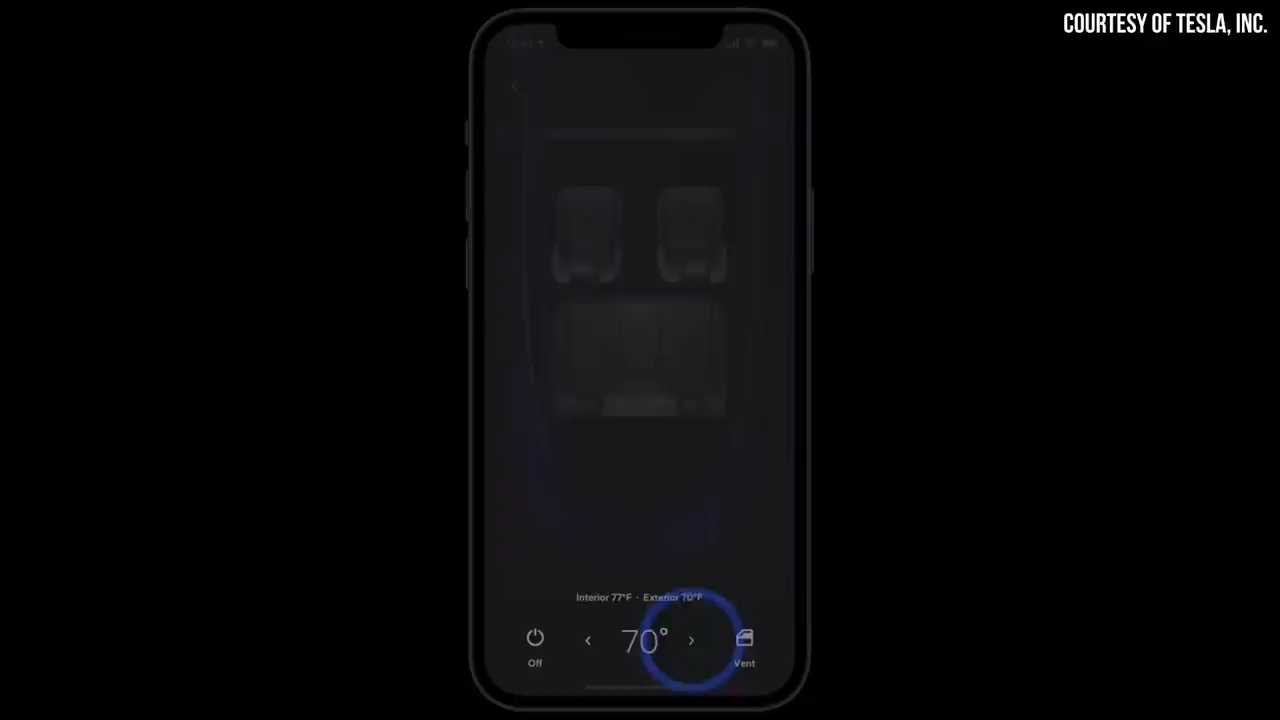 COURTESY OF TESLA, INC.
Interior 77°F · Exterior 70°F
70°
Off
Vent